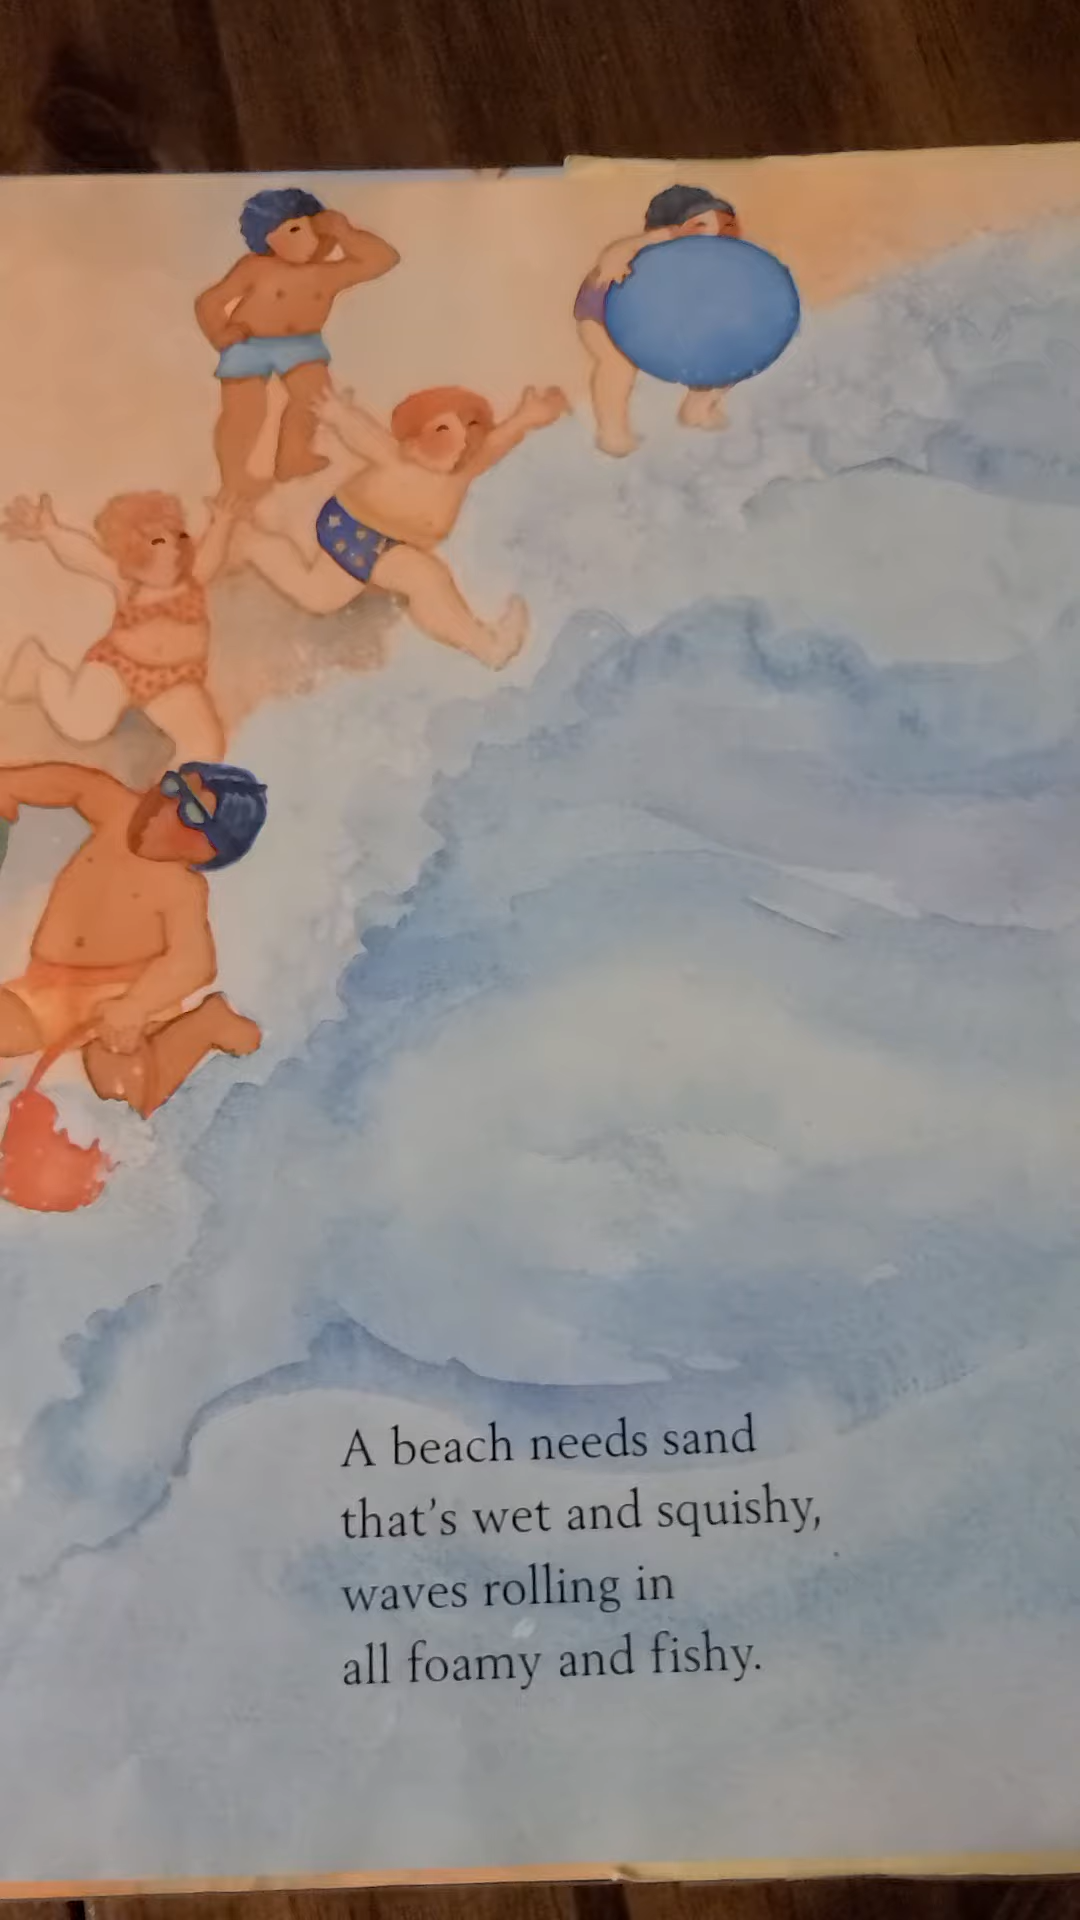 A beach needs sand
that's wet and squishy,
waves rolling in
all foamy and fishy.